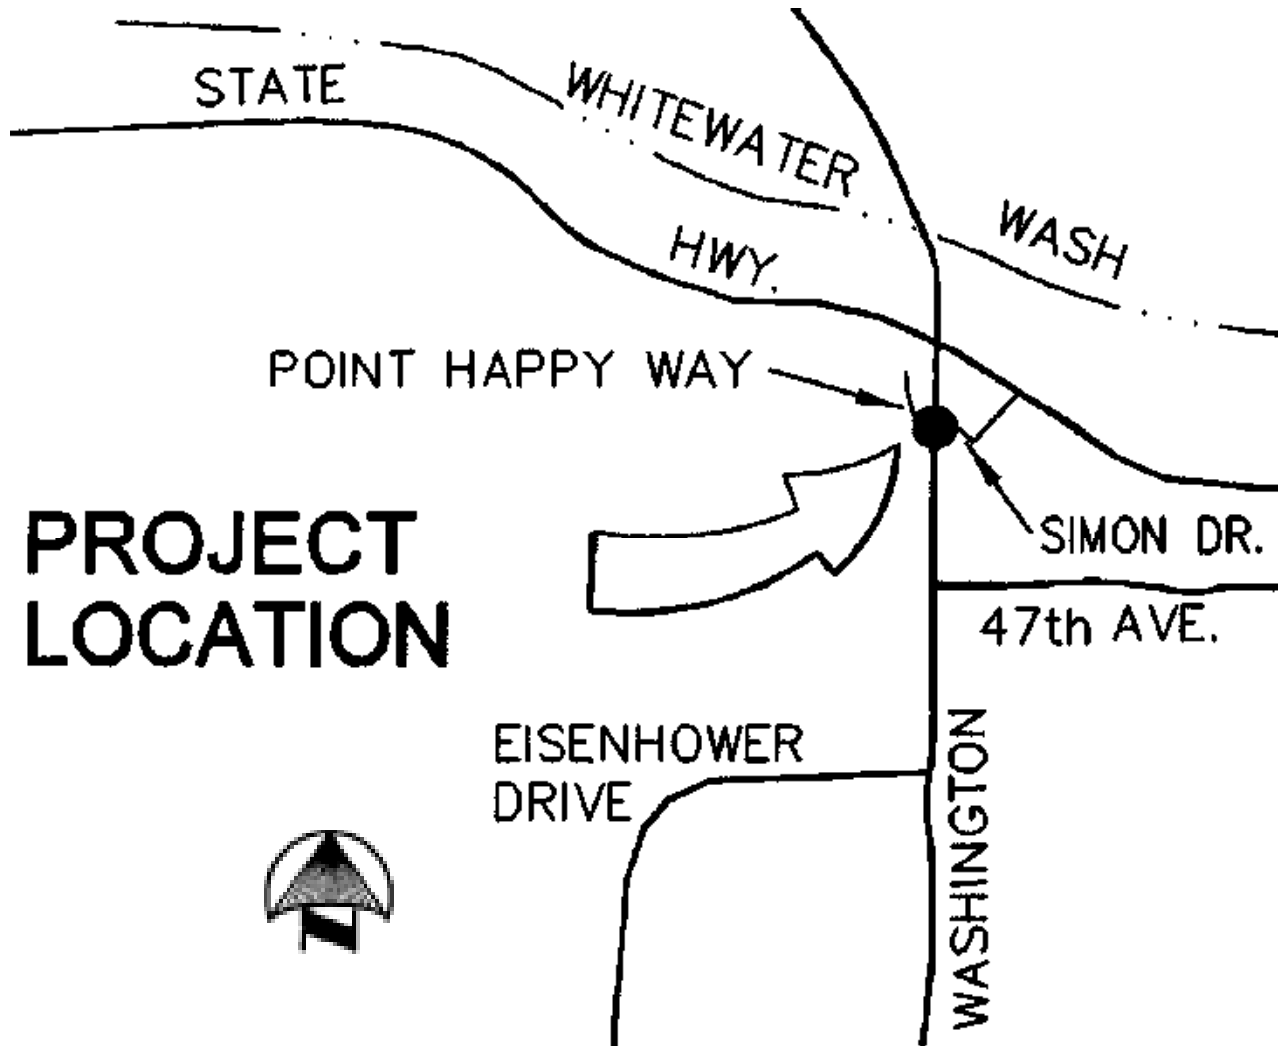 STATE
WHITEWATER
WASH
HWY.
POINT HAPPY WAY
PROJECT
LOCATION
SIMON DR.
47th AVE.
EISENHOWER
DRIVE
WASHINGTON
N